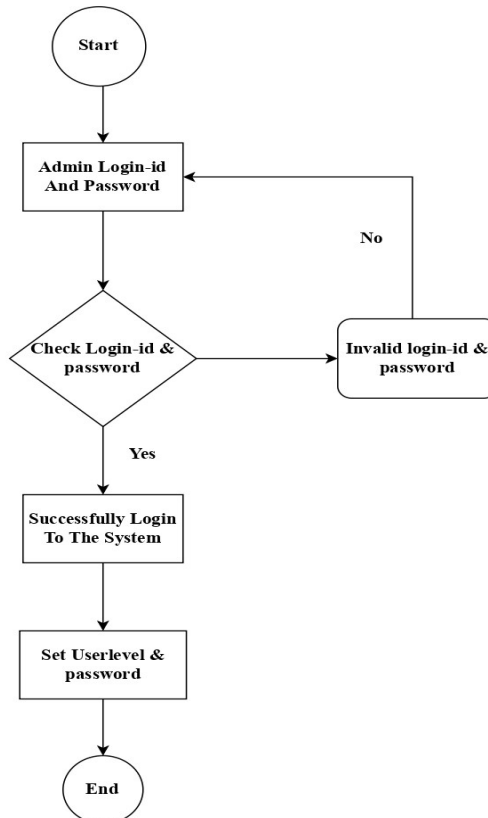 Start
Admin Login-id
And Password
No
Check Login-id &
password
Invalid login-id &
password
Yes
Successfully Login
To The System
Set Userlevel &
password
End